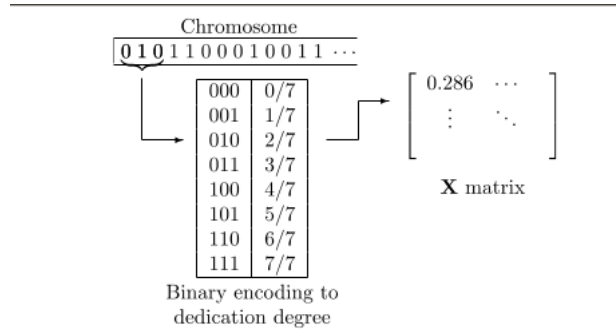 Chromosome
0 1 0 1 1 0 0 0 1 0 0 1 1 ⋯
000 0/7
001 1/7
010 2/7
011 3/7
100 4/7
101 5/7
110 6/7
111 7/7
0.286 ⋯
⋮ ⋱
X matrix
Binary encoding to
dedication degree